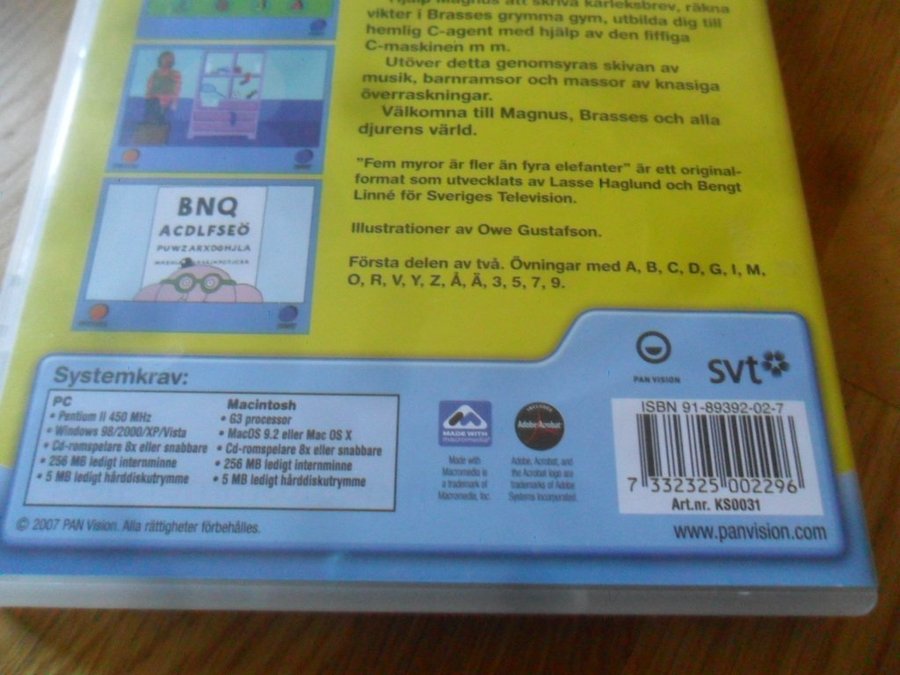 Hjälp Magnus att skriva kärleksbrev, räkna
vikter i Brasses grymma gym, utbilda dig till
hemlig C-agent med hjälp av den fiffiga
C-maskinen m m.
Utöver detta genomsyras skivan av
musik, barnramsor och massor av knasiga
överraskningar.
Välkomna till Magnus, Brasses och alla
djurens värld.
"Fem myror är fler än fyra elefanter" är ett original-
format som utvecklats av Lasse Haglund och Bengt
Linné för Sveriges Television.
Illustrationer av Owe Gustafson.
Första delen av två. Övningar med A, B, C, D, G, I, M,
O, R, V, Y, Z, Å, Ä, 3, 5, 7, 9.
BNQ
ACDLFSEÖ
PUWZARXDGHJLA
Systemkrav:
PC
• Pentium II 450 MHz
• Windows 98/2000/XP/Vista
• Cd-romspelare 8x eller snabbare
• 256 MB ledigt internminne
• 5 MB ledigt hårddiskutrymme
Macintosh
• G3 processor
• MacOS 9.2 eller Mac OS X
• Cd-romspelare 8x eller snabbare
• 256 MB ledigt internminne
• 5 MB ledigt hårddiskutrymme
© 2007 PAN Vision. Alla rättigheter förbehålles.
MADE WITH
macromedia
Made with
Macromedia is
a trademark of
Macromedia, Inc.
INCLUDES
Adobe Acrobat
Adobe, Acrobat, and
the Acrobat logo are
trademarks of Adobe
Systems Incorporated.
PAN VISION
svt
ISBN 91-89392-02-7
7 332325 002296
Art.nr. KS0031
www.panvision.com